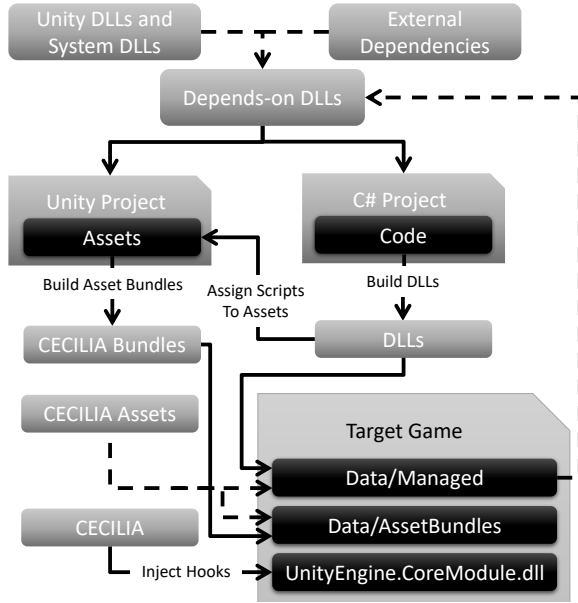 Unity DLLs and
System DLLs
External
Dependencies
Depends-on DLLs
Unity Project
Assets
C# Project
Code
Build Asset Bundles
Assign Scripts
To Assets
Build DLLs
CECILIA Bundles
DLLs
CECILIA Assets
Target Game
Data/Managed
Data/AssetBundles
CECILIA
Inject Hooks
UnityEngine.CoreModule.dll